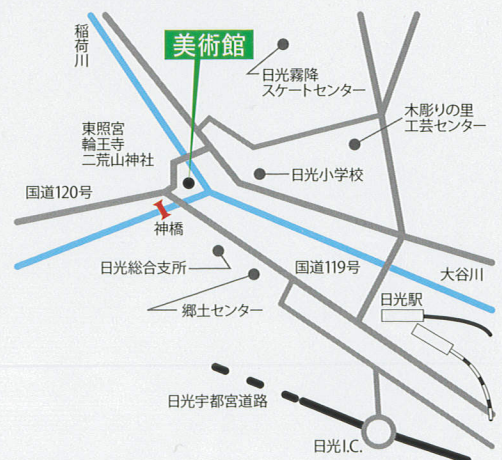 稲荷川
美術館
日光霧降
スケートセンター
木彫りの里
工芸センター
東照宮
輪王寺
二荒山神社
日光小学校
国道120号
神橋
日光総合支所
国道119号
大谷川
郷土センター
日光駅
日光宇都宮道路
日光I.C.